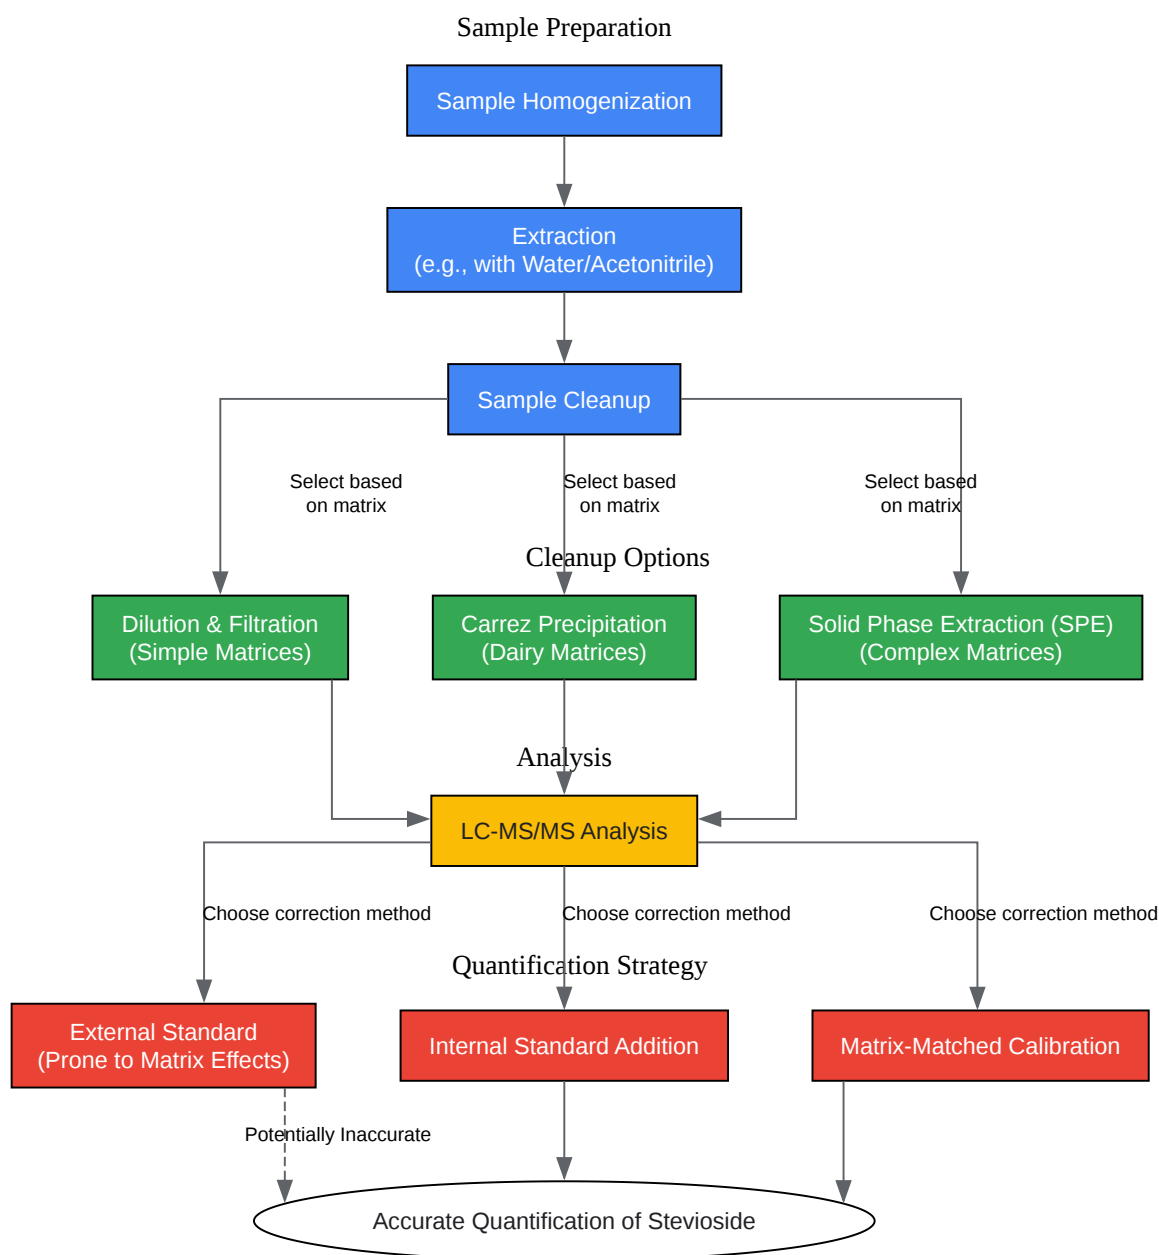 Sample Preparation
Sample Homogenization
Extraction
(e.g., with Water/Acetonitrile)
Sample Cleanup
Select based
on matrix
Select based
on matrix
Select based
on matrix
Cleanup Options
Dilution & Filtration
(Simple Matrices)
Carrez Precipitation
(Dairy Matrices)
Solid Phase Extraction (SPE)
(Complex Matrices)
Analysis
LC-MS/MS Analysis
Choose correction method
Choose correction method
Choose correction method
Quantification Strategy
External Standard
(Prone to Matrix Effects)
Internal Standard Addition
Matrix-Matched Calibration
Potentially Inaccurate
Accurate Quantification of Stevioside